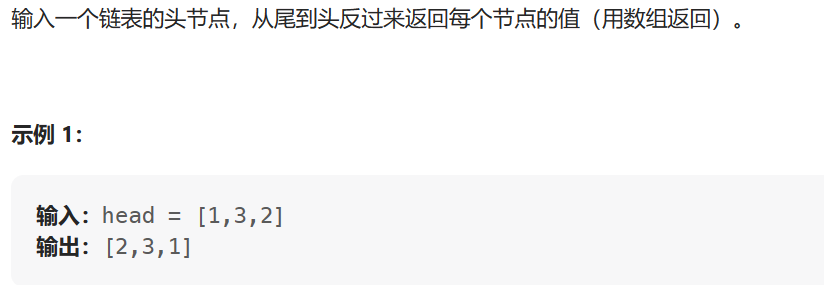 输入一个链表的头节点，从尾到头反过来返回每个节点的值（用数组返回）。
示例 1：
输入：head = [1,3,2]
输出：[2,3,1]